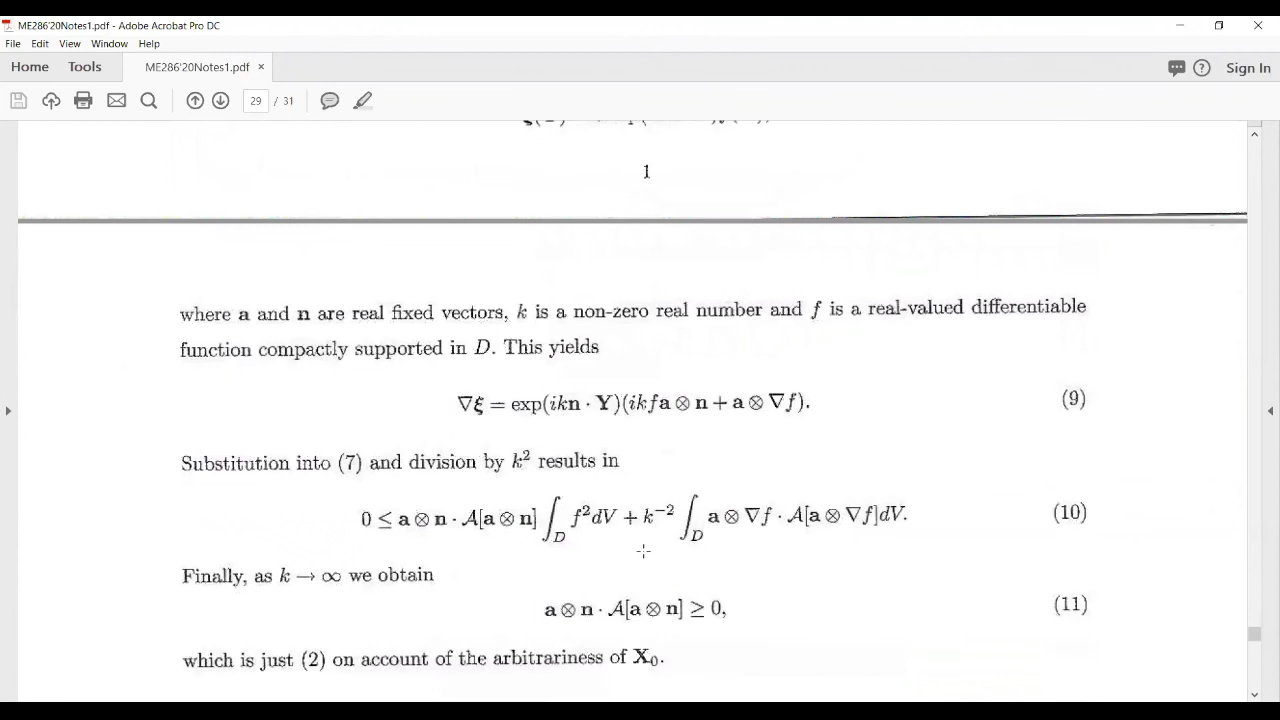 ME286'20Notes1.pdf - Adobe Acrobat Pro DC
File Edit View Window Help
Home Tools ME286'20Notes1.pdf × Sign In
29 / 31
1
where a and n are real fixed vectors, k is a non-zero real number and f is a real-valued differentiable
function compactly supported in D. This yields
∇ξ = exp(ikn · Y)(ikfa ⊗ n + a ⊗ ∇f). (9)
Substitution into (7) and division by k² results in
0 ≤ a ⊗ n · A[a ⊗ n] ∫_D f²dV + k⁻² ∫_D a ⊗ ∇f · A[a ⊗ ∇f]dV. (10)
Finally, as k → ∞ we obtain
a ⊗ n · A[a ⊗ n] ≥ 0, (11)
which is just (2) on account of the arbitrariness of X₀.